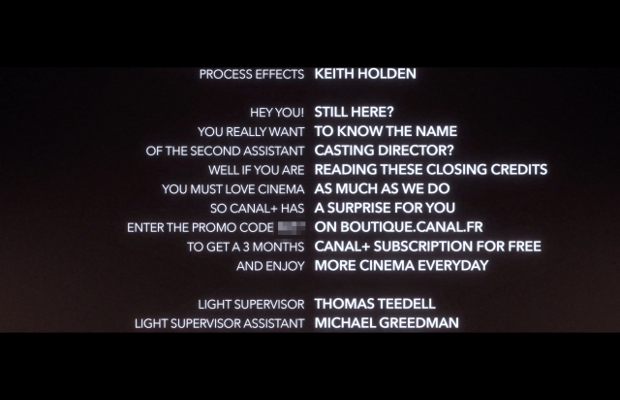 PROCESS EFFECTS KEITH HOLDEN
HEY YOU! STILL HERE?
YOU REALLY WANT TO KNOW THE NAME
OF THE SECOND ASSISTANT CASTING DIRECTOR?
WELL IF YOU ARE READING THESE CLOSING CREDITS
YOU MUST LOVE CINEMA AS MUCH AS WE DO
SO CANAL+ HAS A SURPRISE FOR YOU
ENTER THE PROMO CODE ON BOUTIQUE.CANAL.FR
TO GET A 3 MONTHS CANAL+ SUBSCRIPTION FOR FREE
AND ENJOY MORE CINEMA EVERYDAY
LIGHT SUPERVISOR THOMAS TEEDELL
LIGHT SUPERVISOR ASSISTANT MICHAEL GREEDMAN